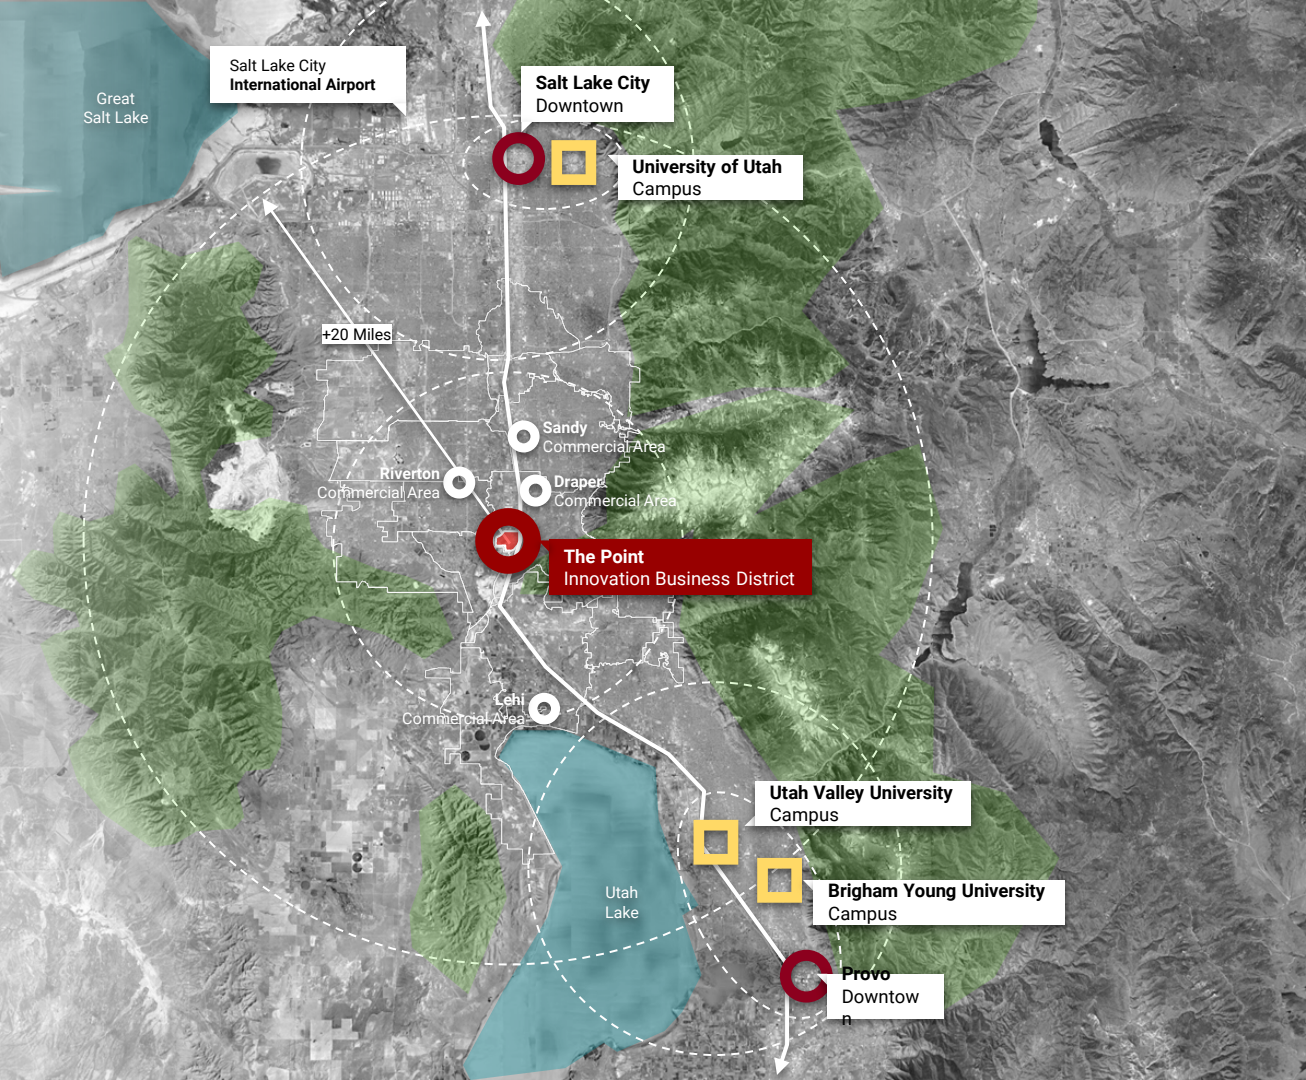 Great
Salt Lake
Salt Lake City
International Airport
Salt Lake City
Downtown
University of Utah
Campus
+20 Miles
Sandy
Commercial Area
Riverton
Commercial Area
Draper
Commercial Area
The Point
Innovation Business District
Lehi
Commercial Area
Utah Valley University
Campus
Utah
Lake
Brigham Young University
Campus
Provo
Downtow
n